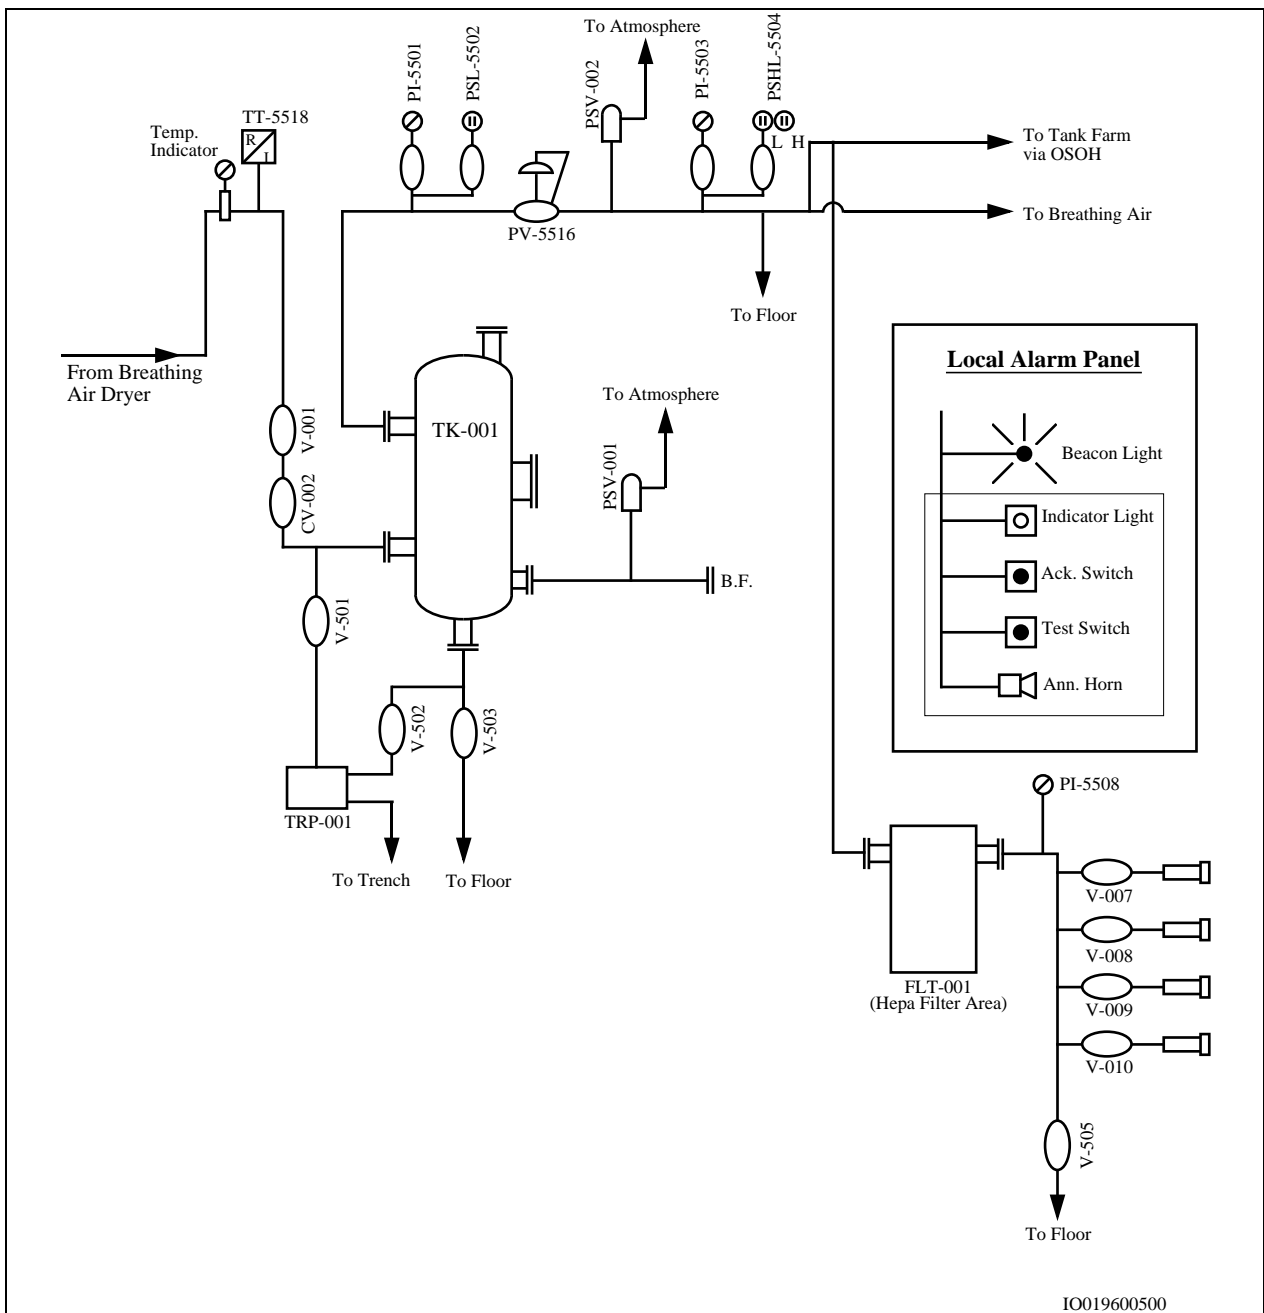 To Atmosphere
PI-5501
PSL-5502
PSV-002
PI-5503
PSHL-5504
TT-5518
R
I
Temp.
Indicator
L H
To Tank Farm
via OSOH
To Breathing Air
PV-5516
To Floor
From Breathing
Air Dryer
V-001
CV-002
TK-001
To Atmosphere
PSV-001
B.F.
V-501
V-502
V-503
TRP-001
To Trench
To Floor
Local Alarm Panel
Beacon Light
Indicator Light
Ack. Switch
Test Switch
Ann. Horn
PI-5508
V-007
V-008
V-009
V-010
FLT-001
(Hepa Filter Area)
V-505
To Floor
IO019600500